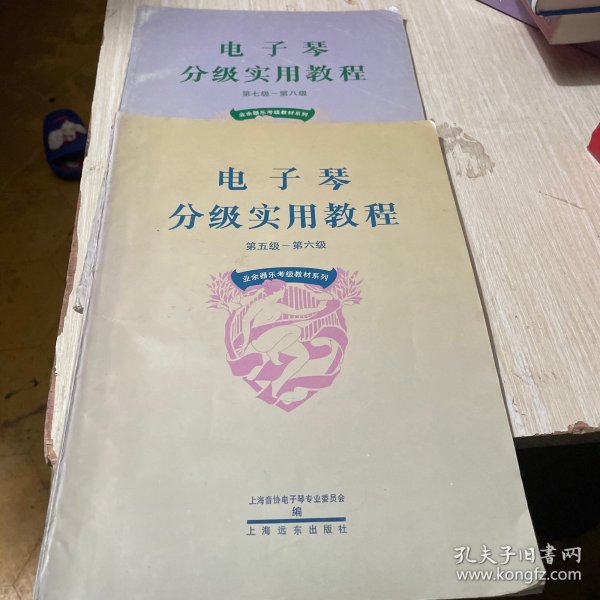 电子琴
分级实用教程
第七级－第八级
业余器乐考级教材系列
电子琴
分级实用教程
第五级－第六级
业余器乐考级教材系列
上海音协电子琴专业委员会
编
上海远东出版社
孔夫子旧书网
www.kongfz.com